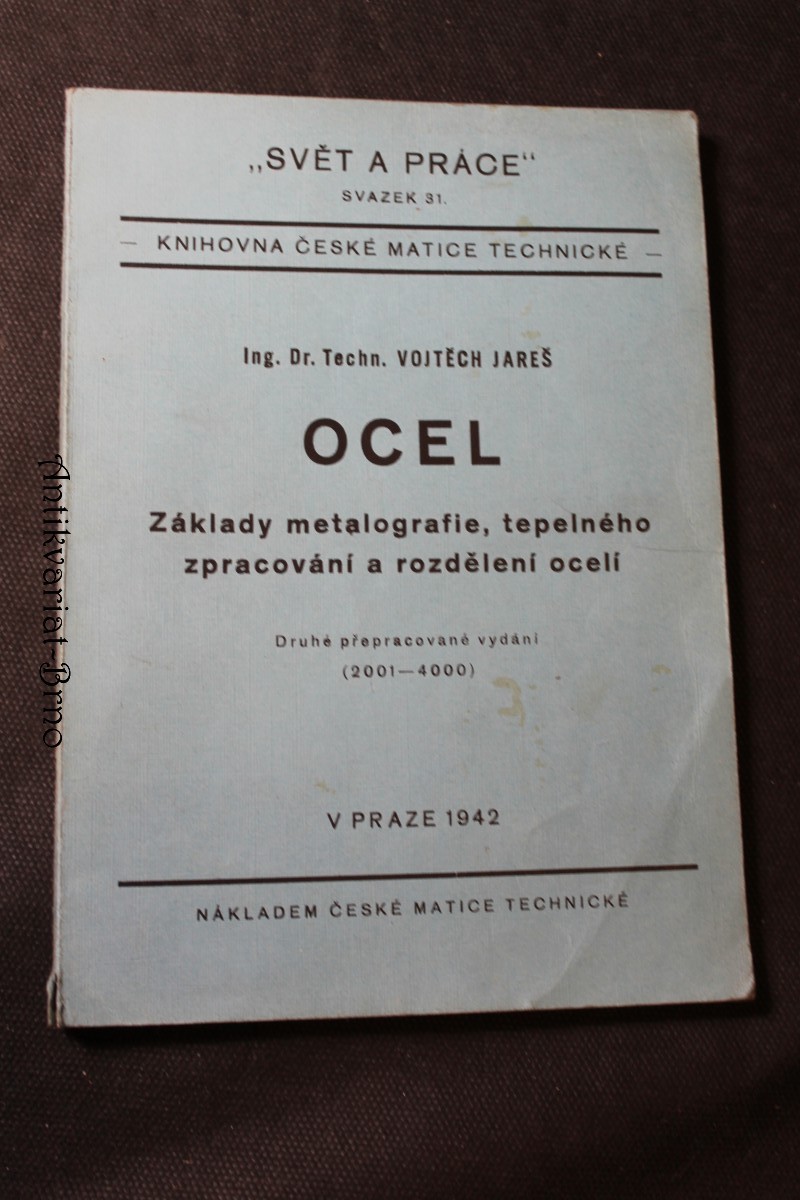 „SVĚT A PRÁCE“
SVAZEK 31.
— KNIHOVNA ČESKÉ MATICE TECHNICKÉ —
Ing. Dr. Techn. VOJTĚCH JAREŠ
OCEL
Základy metalografie, tepelného
zpracování a rozdělení ocelí
Druhé přepracované vydání
(2001—4000)
V PRAZE 1942
NÁKLADEM ČESKÉ MATICE TECHNICKÉ
Antikvariat-Brno